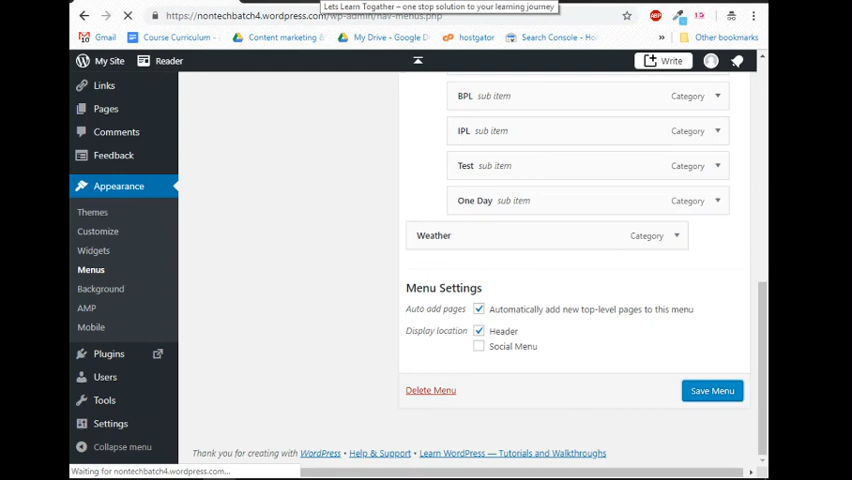 Lets Learn Togather – one stop solution to your learning journey
https://nontechbatch4.wordpress.com/wp-admin/nav-menus.php
Gmail Course Curriculum - Content marketing My Drive - Google D hostgator Search Console - Ho » Other bookmarks
My Site Reader Write
Links
Pages
Comments
Feedback
Appearance
Themes
Customize
Widgets
Menus
Background
AMP
Mobile
Plugins
Users
Tools
Settings
Collapse menu
BPL sub item Category
IPL sub item Category
Test sub item Category
One Day sub item Category
Weather Category
Menu Settings
Auto add pages Automatically add new top-level pages to this menu
Display location Header
Social Menu
Delete Menu Save Menu
Thank you for creating with WordPress • Help & Support • Learn WordPress — Tutorials and Walkthroughs
Waiting for nontechbatch4.wordpress.com...